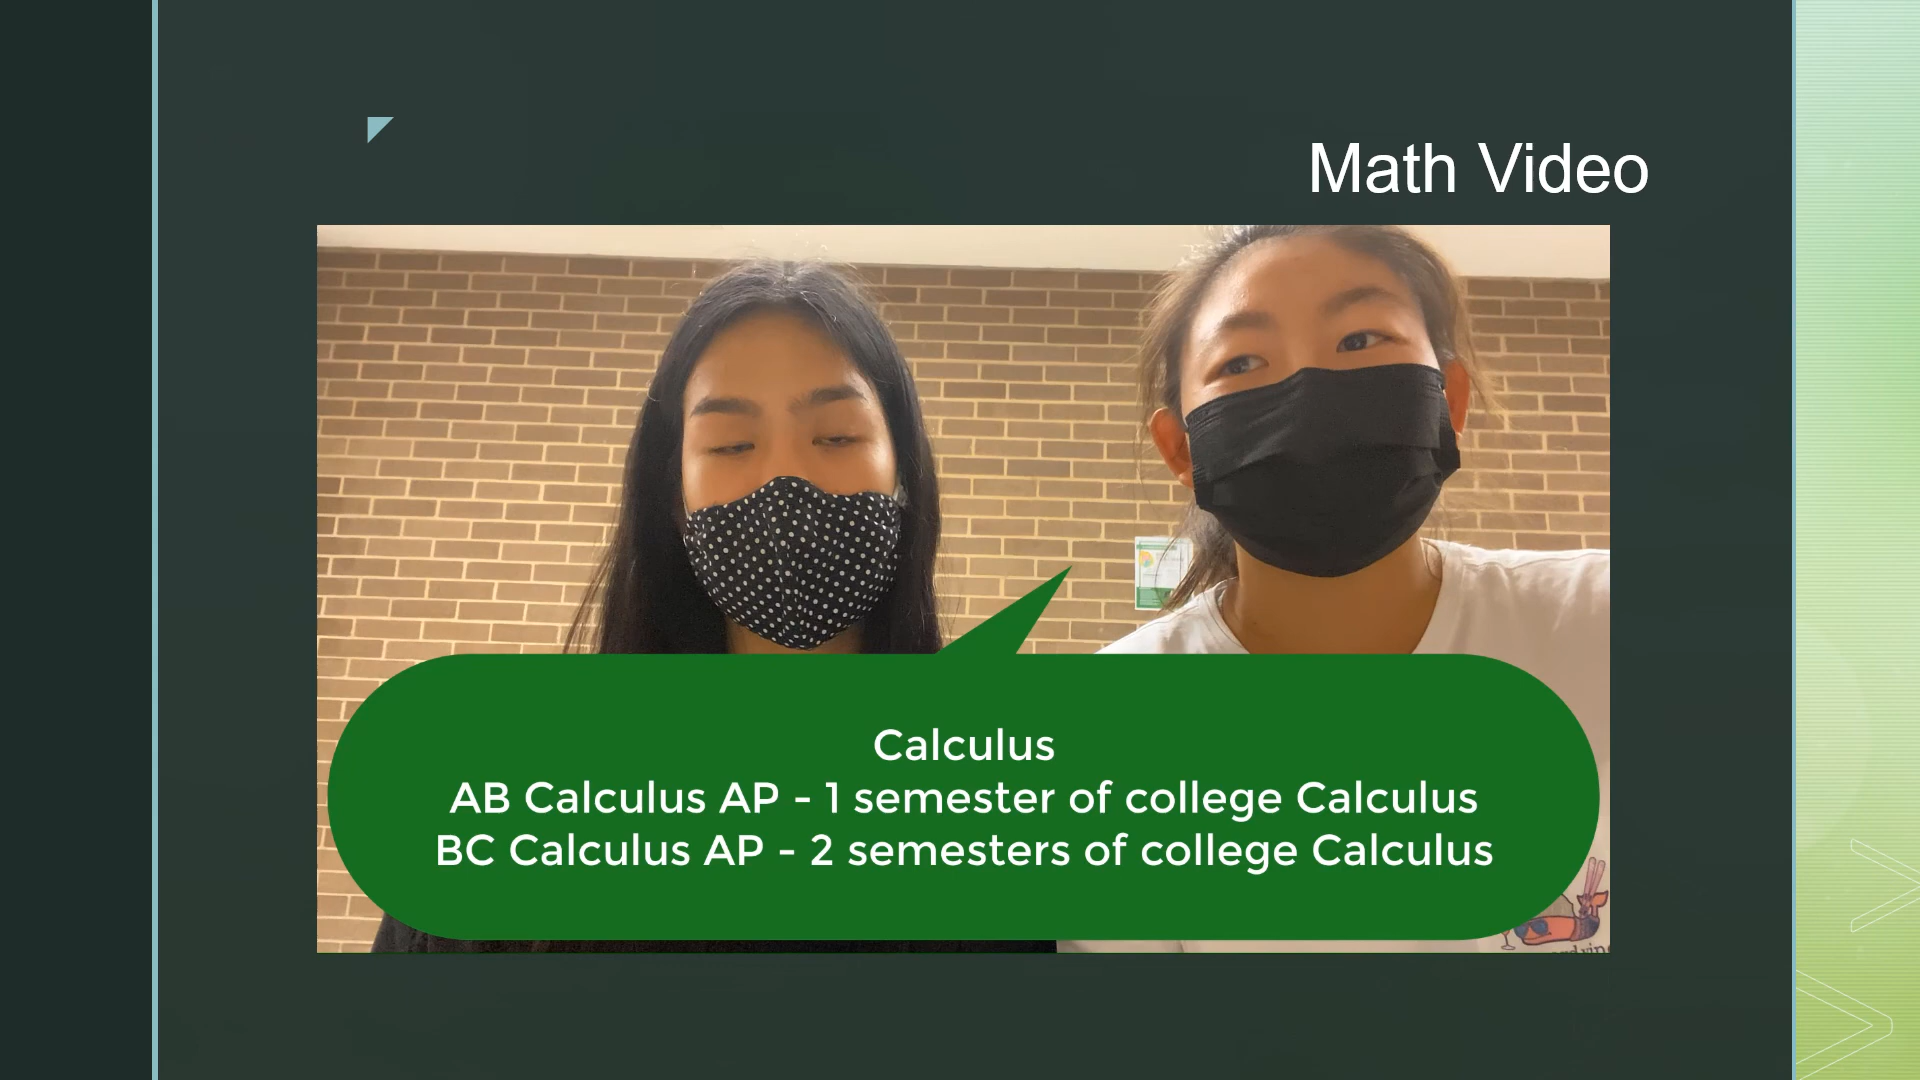 Math Video
Calculus
AB Calculus AP - 1 semester of college Calculus
BC Calculus AP - 2 semesters of college Calculus